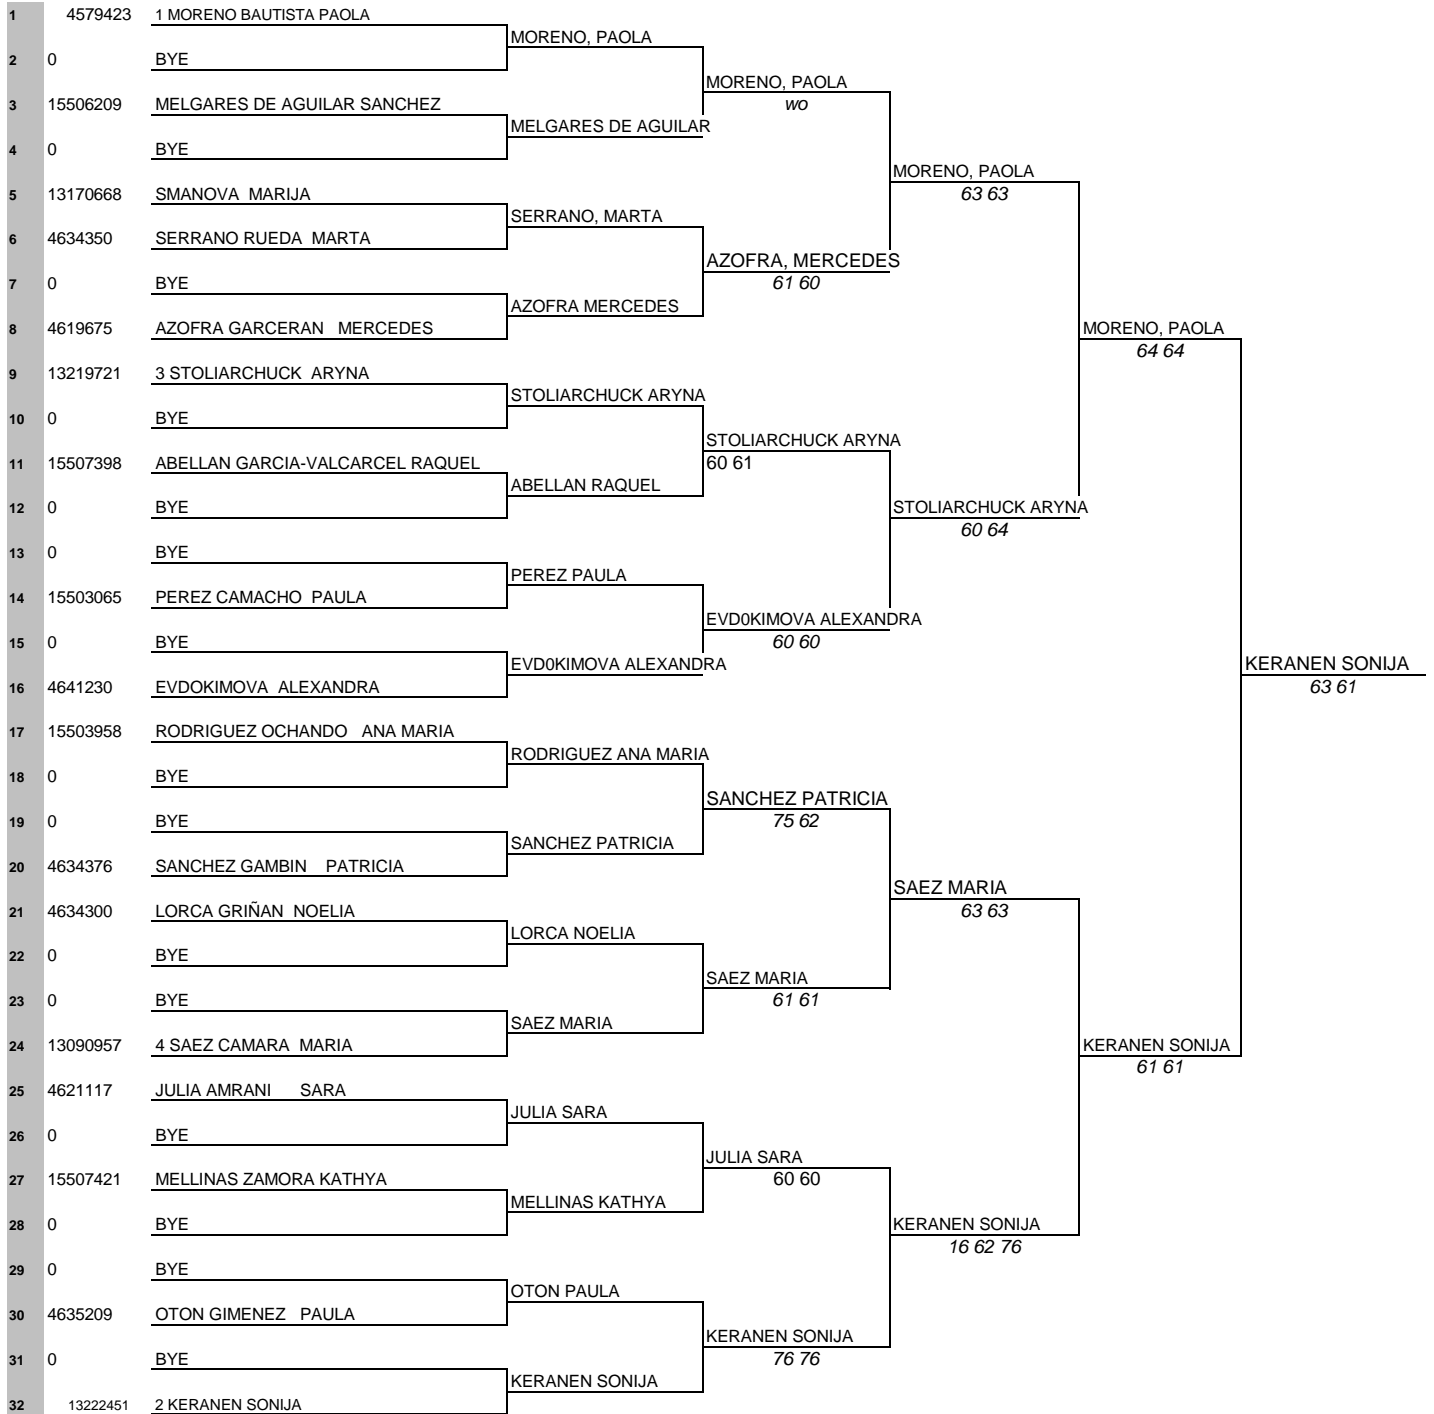 1 4579423 1 MORENO BAUTISTA PAOLA
MORENO, PAOLA
2 0 BYE
MORENO, PAOLA
wo
3 15506209 MELGARES DE AGUILAR SANCHEZ
MELGARES DE AGUILAR
4 0 BYE
MORENO, PAOLA
63 63
5 13170668 SMANOVA MARIJA
SERRANO, MARTA
6 4634350 SERRANO RUEDA MARTA
AZOFRA, MERCEDES
61 60
7 0 BYE
AZOFRA MERCEDES
8 4619675 AZOFRA GARCERAN MERCEDES
MORENO, PAOLA
64 64
9 13219721 3 STOLIARCHUCK ARYNA
STOLIARCHUCK ARYNA
10 0 BYE
STOLIARCHUCK ARYNA
60 61
11 15507398 ABELLAN GARCIA-VALCARCEL RAQUEL
ABELLAN RAQUEL
12 0 BYE
STOLIARCHUCK ARYNA
60 64
13 0 BYE
PEREZ PAULA
14 15503065 PEREZ CAMACHO PAULA
EVD0KIMOVA ALEXANDRA
60 60
15 0 BYE
EVD0KIMOVA ALEXANDRA
16 4641230 EVDOKIMOVA ALEXANDRA
KERANEN SONIJA
63 61
17 15503958 RODRIGUEZ OCHANDO ANA MARIA
RODRIGUEZ ANA MARIA
18 0 BYE
SANCHEZ PATRICIA
75 62
19 0 BYE
SANCHEZ PATRICIA
20 4634376 SANCHEZ GAMBIN PATRICIA
SAEZ MARIA
63 63
21 4634300 LORCA GRIÑAN NOELIA
LORCA NOELIA
22 0 BYE
SAEZ MARIA
61 61
23 0 BYE
SAEZ MARIA
24 13090957 4 SAEZ CAMARA MARIA
KERANEN SONIJA
61 61
25 4621117 JULIA AMRANI SARA
JULIA SARA
26 0 BYE
JULIA SARA
60 60
27 15507421 MELLINAS ZAMORA KATHYA
MELLINAS KATHYA
28 0 BYE
KERANEN SONIJA
16 62 76
29 0 BYE
OTON PAULA
30 4635209 OTON GIMENEZ PAULA
KERANEN SONIJA
76 76
31 0 BYE
KERANEN SONIJA
32 13222451 2 KERANEN SONIJA